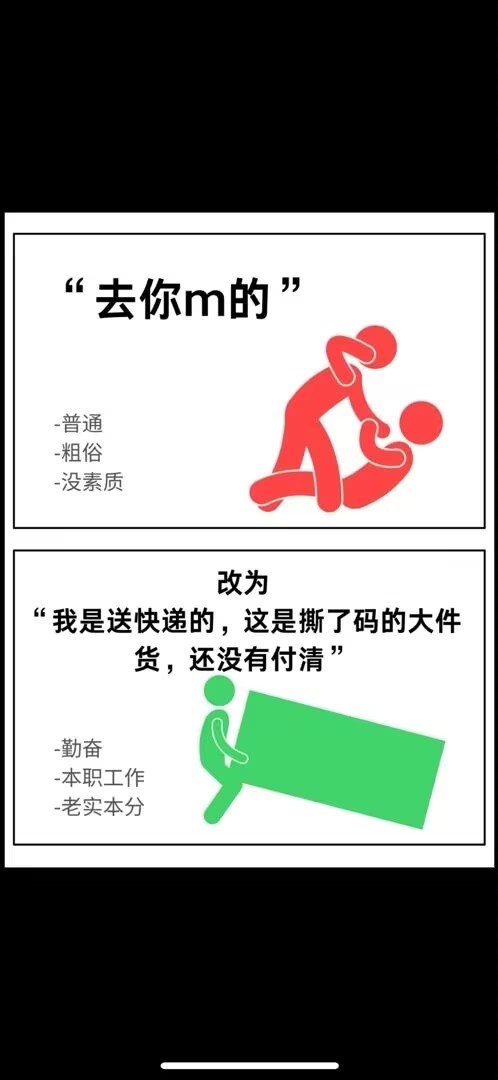 “去你m的”
-普通
-粗俗
-没素质
改为
“我是送快递的，这是撕了码的大件
货，还没有付清”
-勤奋
-本职工作
-老实本分